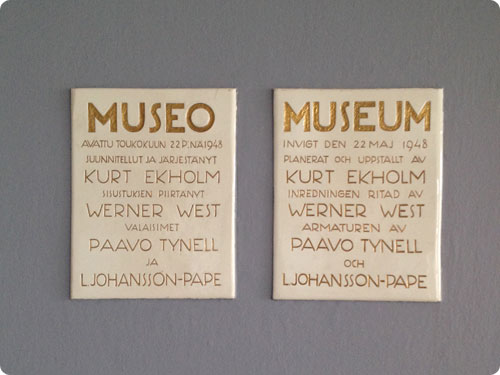 MUSEO
AVATTU TOUKOKUUN 22 P.NÄ 1948
SUUNNITELLUT JA JÄRJESTÄNYT
KURT EKHOLM
SISUSTUKSEN PIIRTÄNYT
WERNER WEST
VALAISIMET
PAAVO TYNELL
JA
L.JOHANSSON-PAPE
MUSEUM
INVIGT DEN 22 MAJ 1948
PLANERAT OCH UPPSTÄLLT AV
KURT EKHOLM
INREDNINGEN RITAD AV
WERNER WEST
ARMATUREN AV
PAAVO TYNELL
OCH
L.JOHANSSON-PAPE